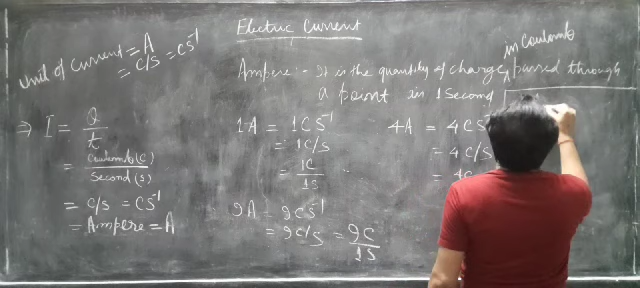 Electric Current
Unit of current = A
= C/s = CS⁻¹
in Coulomb
Ampere:- It is the quantity of charge, passed through
a point in 1 Second
⇒ I = Q/t
= Coulomb(C)/Second(S)
= C/s = CS⁻¹
= Ampere = A
1A = 1CS⁻¹
= 1C/s
= 1C/1S
9A = 9CS⁻¹
= 9C/s = 9C/1S
4A = 4CS⁻¹
= 4C/s
= 4C